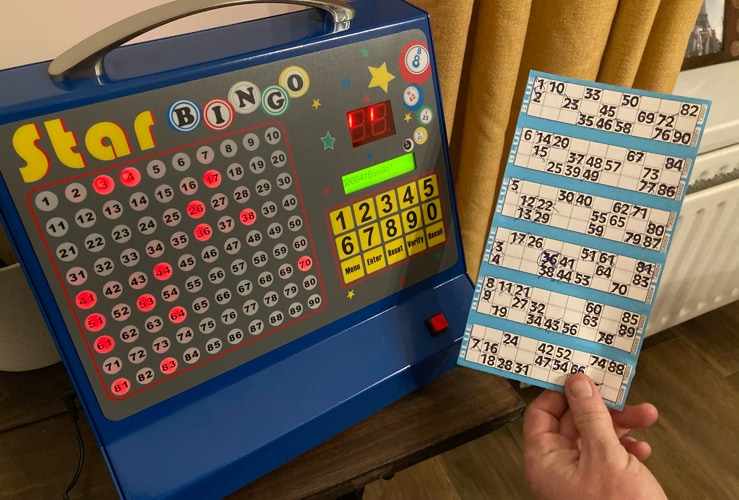 Star BINGO
8
00041Bingo
1 2 3 4 5 6 7 8 9 10
11 12 13 14 15 16 17 18 19 20
21 22 23 24 25 26 27 28 29 30
31 32 33 34 35 36 37 38 39 40
41 42 43 44 45 46 47 48 49 50
51 52 53 54 55 56 57 58 59 60
61 62 63 64 65 66 67 68 69 70
71 72 73 74 75 76 77 78 79 80
81 82 83 84 85 86 87 88 89 90
1 2 3 4 5
6 7 8 9 0
Menu Enter Reset Verify Recall
1 10 33 50 82
2 23 45 69 72
35 46 58 76 90
6 14 20 67 84
15 37 48 57 73
25 39 49 77 86
5 30 40 62 71
12 22 55 65 80
13 29 59 79 87
17 26 51 61 81
3 36 41 64 83
4 38 44 53 70
8 11 21 60 85
9 27 32 63 89
19 34 43 56 78
7 16 24 42 52 74 88
18 28 31 47 54 66